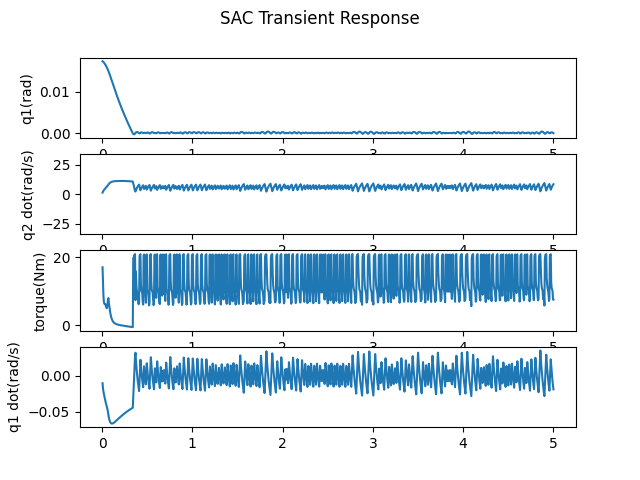 SAC Transient Response
q1(rad)
0.01
0.00
0 1 2 3 4 5
q2 dot(rad/s)
25
0
−25
0 1 2 3 4 5
torque(Nm)
20
0
0 1 2 3 4 5
q1 dot(rad/s)
0.00
−0.05
0 1 2 3 4 5